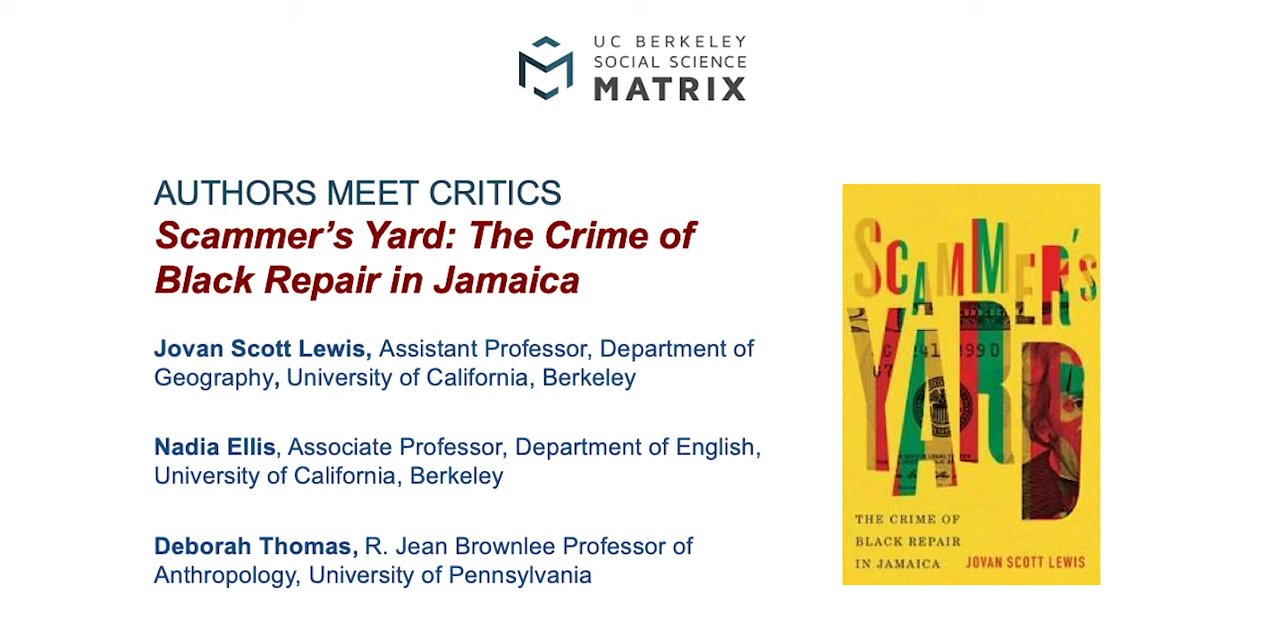 UC BERKELEY
SOCIAL SCIENCE
MATRIX
AUTHORS MEET CRITICS
Scammer’s Yard: The Crime of
Black Repair in Jamaica
Jovan Scott Lewis, Assistant Professor, Department of
Geography, University of California, Berkeley
Nadia Ellis, Associate Professor, Department of English,
University of California, Berkeley
Deborah Thomas, R. Jean Brownlee Professor of
Anthropology, University of Pennsylvania
SCAMMER’S
YARD
THE CRIME OF
BLACK REPAIR
IN JAMAICA
JOVAN SCOTT LEWIS